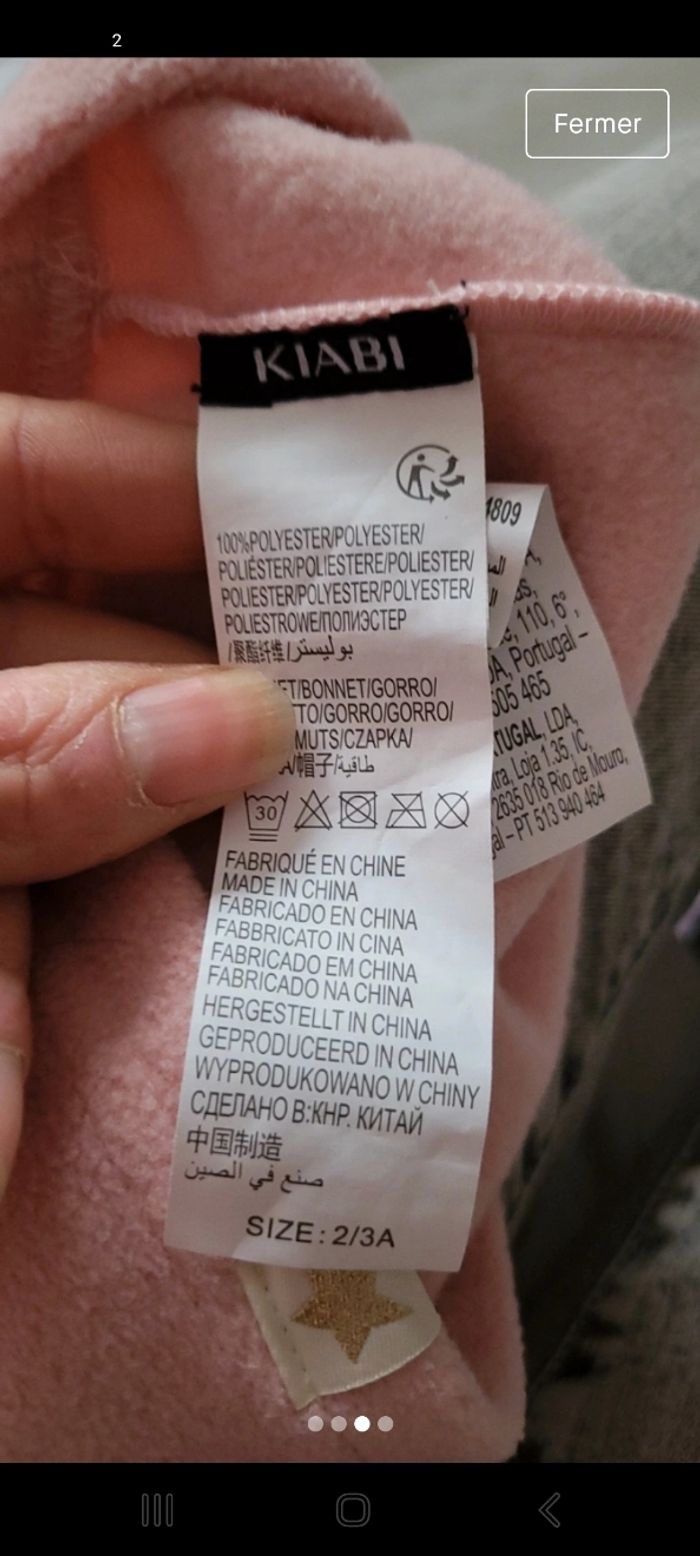 2
Fermer
KIABI
100%POLYESTER/POLYESTER/
POLIÉSTER/POLIESTERE/POLIESTER/
POLIESTER/POLYESTER/POLYESTER/
POLIESTROWE/ПОЛИЭСТЕР
/聚酯纤维/بوليستر
/BONNET/GORRO/
/GORRO/GORRO/
MUTS/CZAPKA/
/帽子/طاقية
30
FABRIQUÉ EN CHINE
MADE IN CHINA
FABRICADO EN CHINA
FABBRICATO IN CINA
FABRICADO EM CHINA
FABRICADO NA CHINA
HERGESTELLT IN CHINA
GEPRODUCEERD IN CHINA
WYPRODUKOWANO W CHINY
СДЕЛАНО В:КНР. КИТАЙ
中国制造
صنع في الصين
SIZE: 2/3A
4809
110, 6°,
Portugal –
505 465
LDA,
Loja 1.35, IC,
2635 018 Rio de Mouro,
– PT 513 940 464